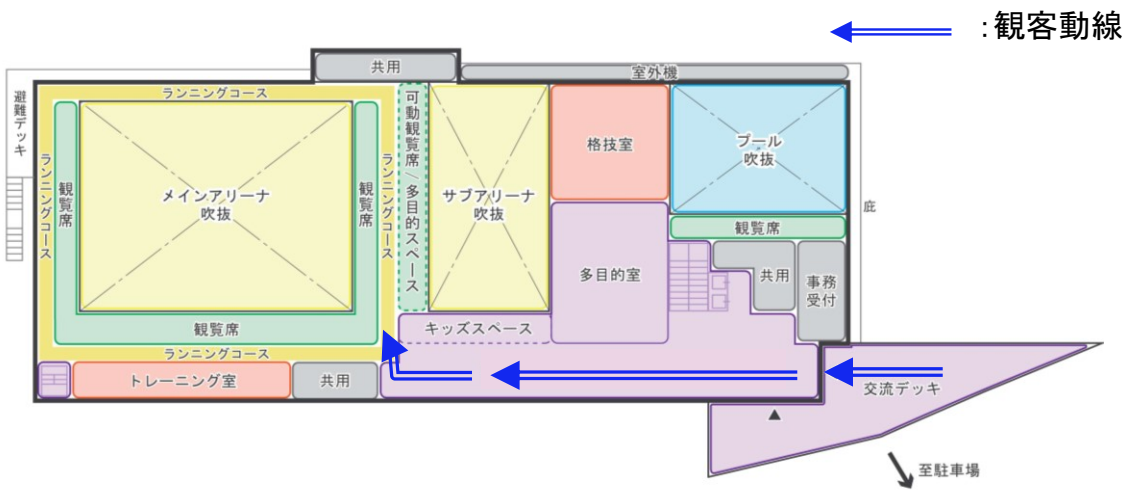 :観客動線
共用
室外機
避難デッキ
ランニングコース
可動観覧席/多目的スペース
格技室
プール
吹抜
ランニングコース
観覧席
メインアリーナ
吹抜
観覧席
ランニングコース
サブアリーナ
吹抜
庇
観覧席
多目的室
共用
事務
受付
観覧席
キッズスペース
ランニングコース
トレーニング室
共用
交流デッキ
至駐車場